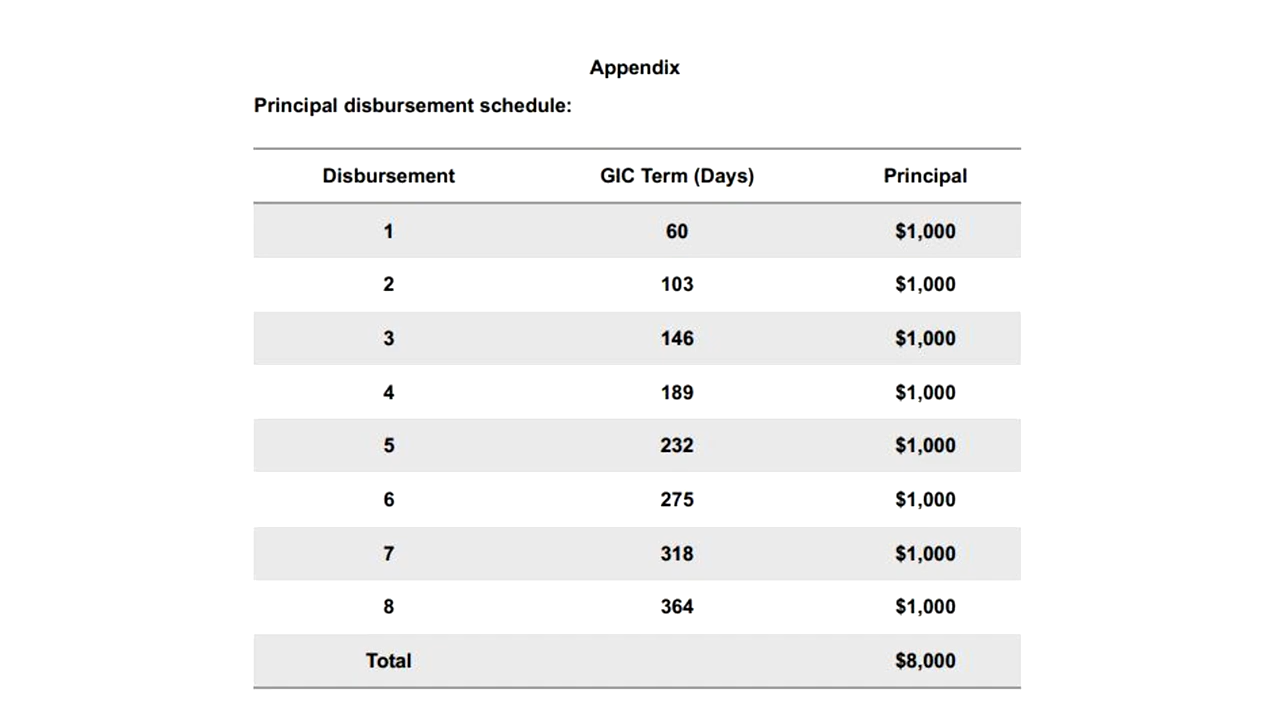 Appendix
Principal disbursement schedule:
Disbursement GIC Term (Days) Principal
1 60 $1,000
2 103 $1,000
3 146 $1,000
4 189 $1,000
5 232 $1,000
6 275 $1,000
7 318 $1,000
8 364 $1,000
Total $8,000